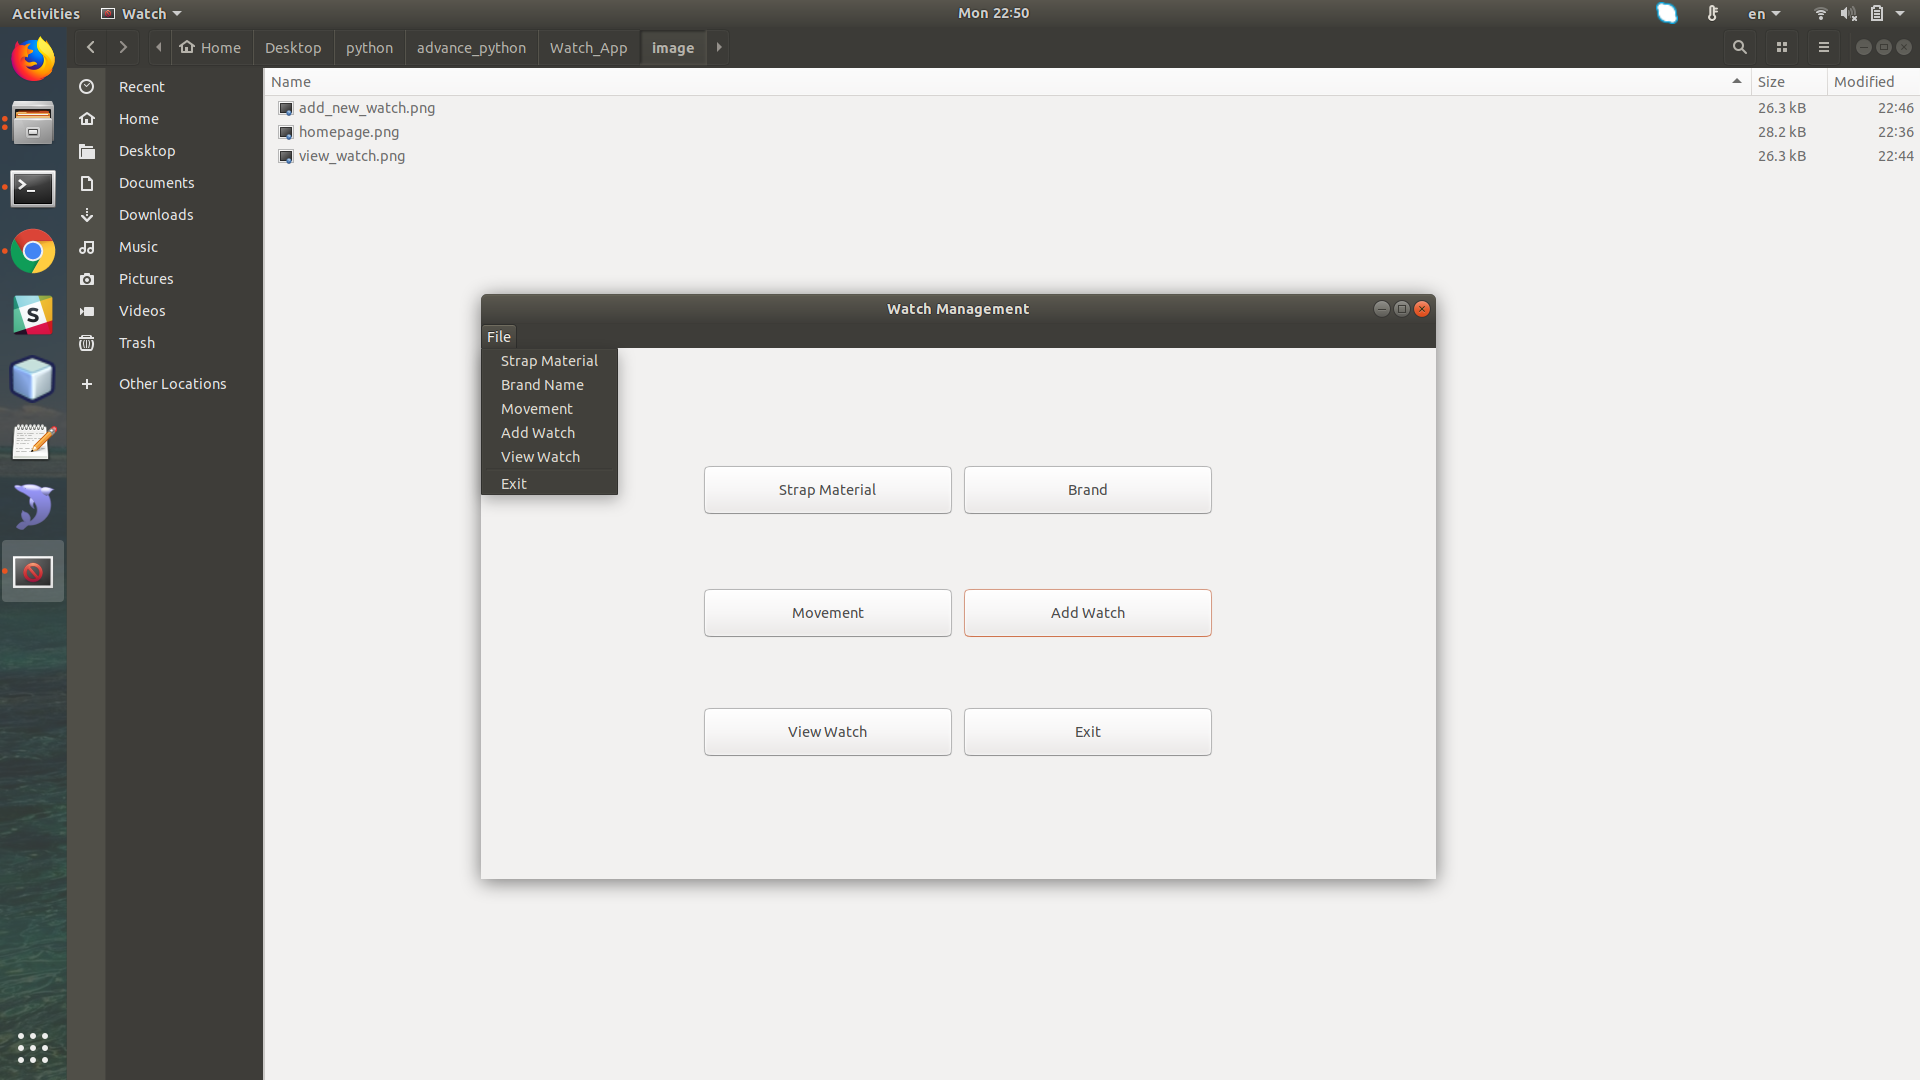 Activities Watch Mon 22:50 en
Home Desktop python advance_python Watch_App image
Recent
Home
Desktop
Documents
Downloads
Music
Pictures
Videos
Trash
Other Locations
Name Size Modified
add_new_watch.png 26.3 kB 22:46
homepage.png 28.2 kB 22:36
view_watch.png 26.3 kB 22:44
Watch Management
File
Strap Material
Brand Name
Movement
Add Watch
View Watch
Exit
Strap Material Brand
Movement Add Watch
View Watch Exit
S